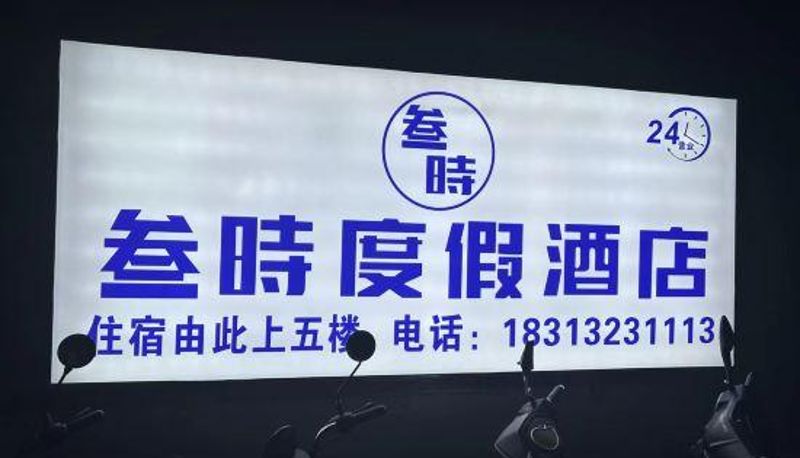 叁
時
24
营业
叁時度假酒店
住宿由此上五楼 电话：18313231113